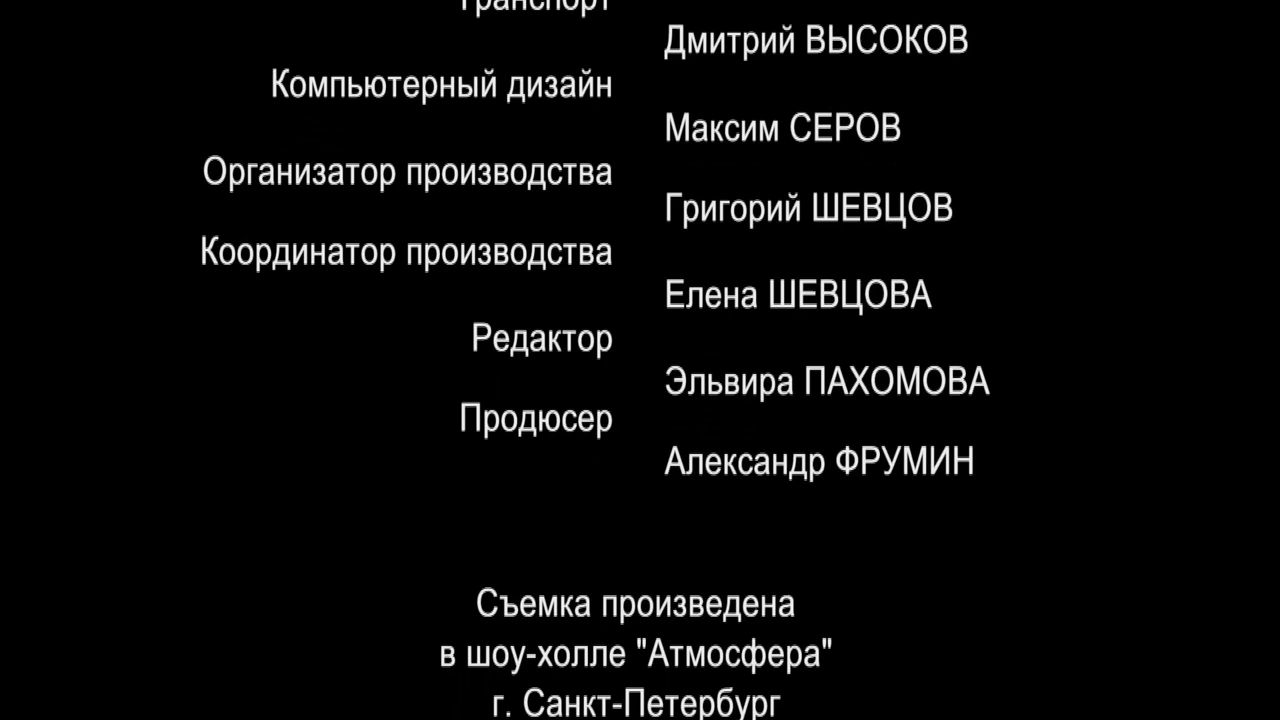 Транспорт
Дмитрий ВЫСОКОВ
Компьютерный дизайн
Максим СЕРОВ
Организатор производства
Григорий ШЕВЦОВ
Координатор производства
Елена ШЕВЦОВА
Редактор
Эльвира ПАХОМОВА
Продюсер
Александр ФРУМИН
Съемка произведена
в шоу-холле "Атмосфера"
г. Санкт-Петербург